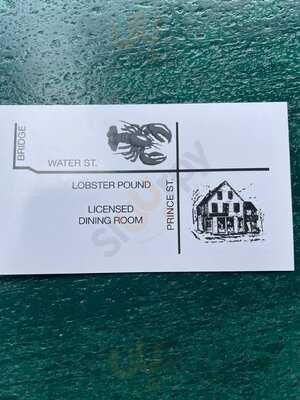 BRIDGE
WATER ST.
LOBSTER POUND
LICENSED
DINING ROOM
PRINCE ST.